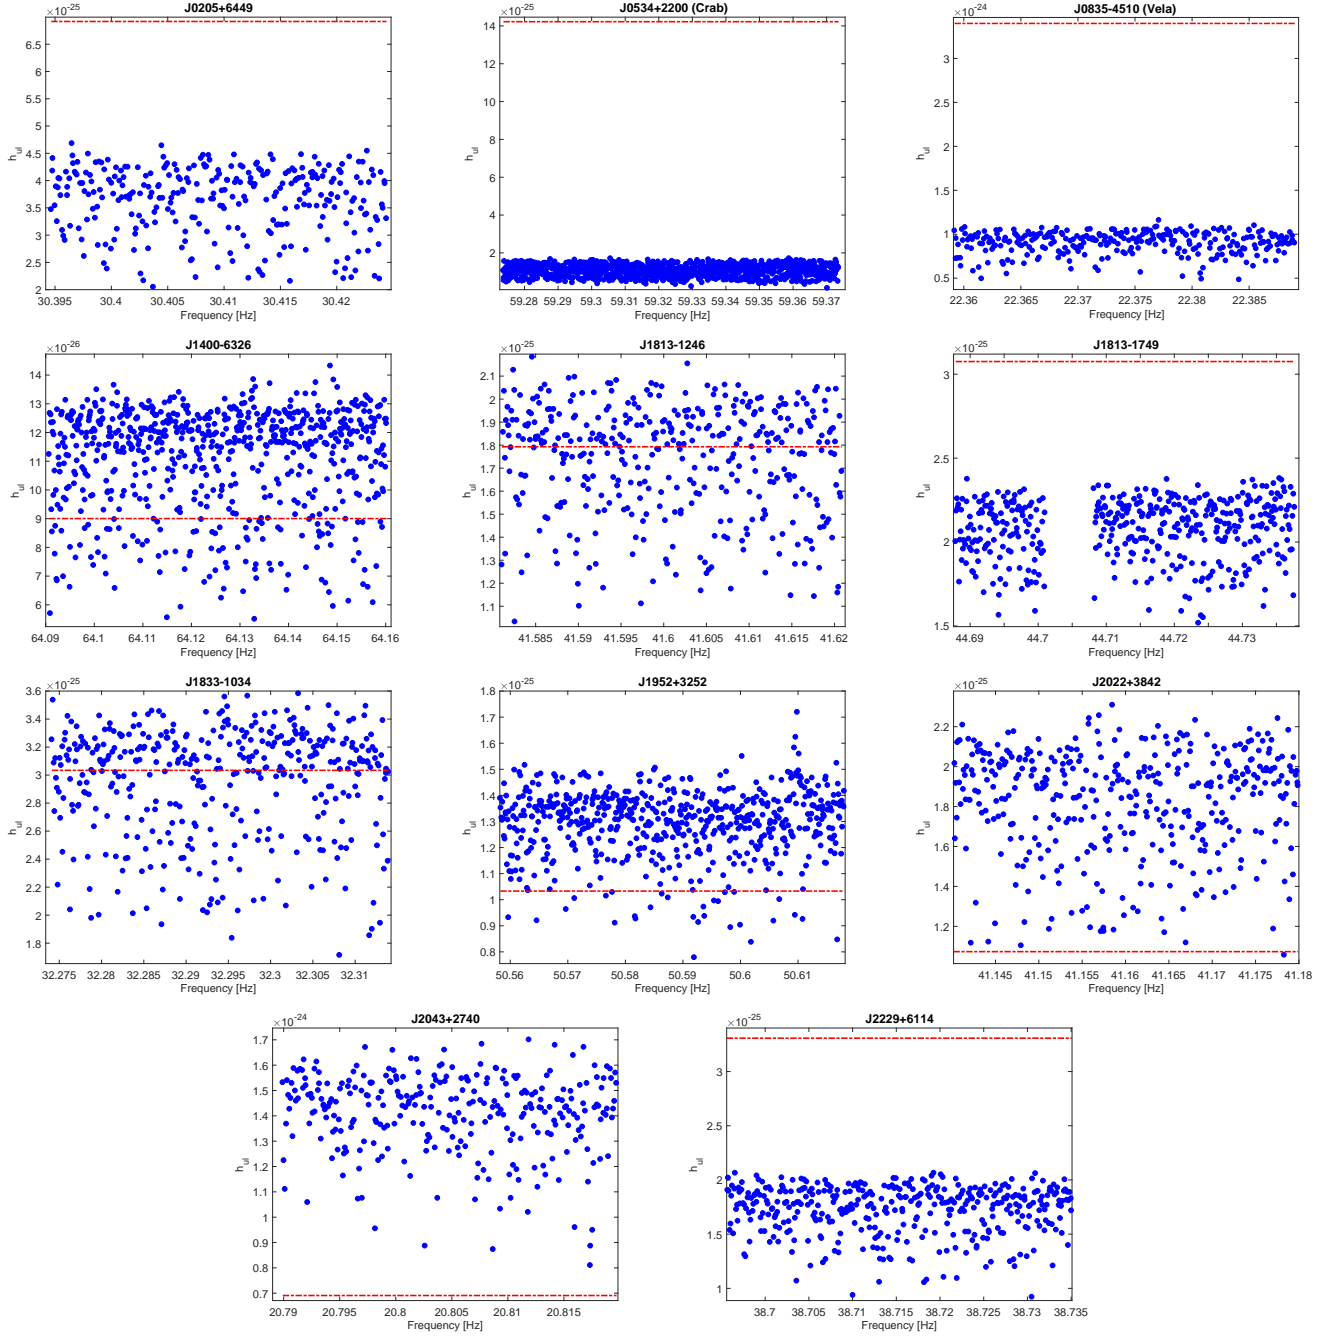 J0205+6449
×10-25
6.5
6
5.5
5
4.5
4
3.5
3
2.5
2
hul
30.395 30.4 30.405 30.41 30.415 30.42
Frequency [Hz]
J0534+2200 (Crab)
×10-25
14
12
10
8
6
4
2
hul
59.28 59.29 59.3 59.31 59.32 59.33 59.34 59.35 59.36 59.37
Frequency [Hz]
J0835-4510 (Vela)
×10-24
3
2.5
2
1.5
1
0.5
hul
22.36 22.365 22.37 22.375 22.38 22.385
Frequency [Hz]
J1400-6326
×10-26
14
13
12
11
10
9
8
7
6
hul
64.09 64.1 64.11 64.12 64.13 64.14 64.15 64.16
Frequency [Hz]
J1813-1246
×10-25
2.1
2
1.9
1.8
1.7
1.6
1.5
1.4
1.3
1.2
1.1
hul
41.585 41.59 41.595 41.6 41.605 41.61 41.615 41.62
Frequency [Hz]
J1813-1749
×10-25
3
2.5
2
1.5
hul
44.69 44.7 44.71 44.72 44.73
Frequency [Hz]
J1833-1034
×10-25
3.6
3.4
3.2
3
2.8
2.6
2.4
2.2
2
1.8
hul
32.275 32.28 32.285 32.29 32.295 32.3 32.305 32.31
Frequency [Hz]
J1952+3252
×10-25
1.8
1.7
1.6
1.5
1.4
1.3
1.2
1.1
1
0.9
0.8
hul
50.56 50.57 50.58 50.59 50.6 50.61
Frequency [Hz]
J2022+3842
×10-25
2.2
2
1.8
1.6
1.4
1.2
hul
41.145 41.15 41.155 41.16 41.165 41.17 41.175 41.18
Frequency [Hz]
J2043+2740
×10-24
1.7
1.6
1.5
1.4
1.3
1.2
1.1
1
0.9
0.8
0.7
hul
20.79 20.795 20.8 20.805 20.81 20.815
Frequency [Hz]
J2229+6114
×10-25
3
2.5
2
1.5
1
hul
38.7 38.705 38.71 38.715 38.72 38.725 38.73 38.735
Frequency [Hz]